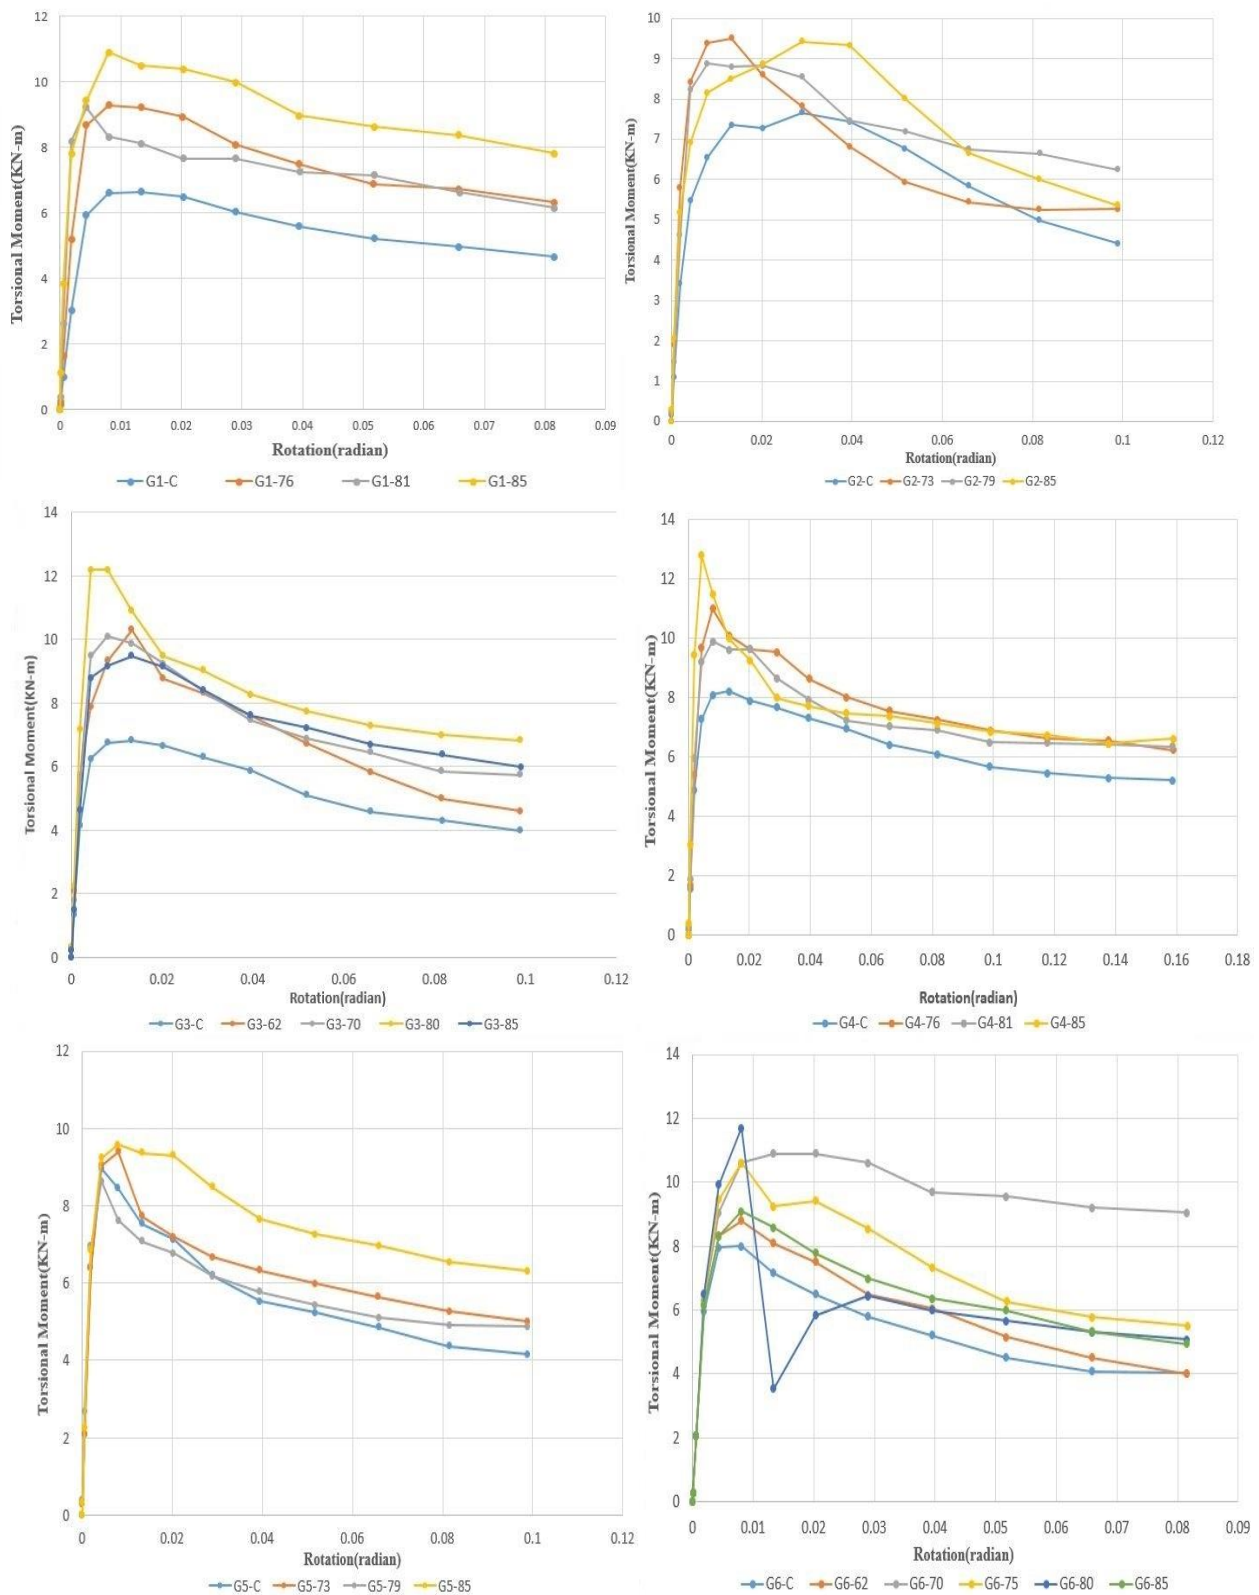 12
10
8
6
4
2
0
Torsional Moment(KN-m)
0 0.01 0.02 0.03 0.04 0.05 0.06 0.07 0.08 0.09
Rotation(radian)
G1-C G1-76 G1-81 G1-85
10
9
8
7
6
5
4
3
2
1
0
Torsional Moment(KN-m)
0 0.02 0.04 0.06 0.08 0.1 0.12
Rotation(radian)
G2-C G2-73 G2-79 G2-85
14
12
10
8
6
4
2
0
Torsional Moment(KN-m)
0 0.02 0.04 0.06 0.08 0.1 0.12
Rotation(radian)
G3-C G3-62 G3-70 G3-80 G3-85
14
12
10
8
6
4
2
0
Torsional Moment(KN-m)
0 0.02 0.04 0.06 0.08 0.1 0.12 0.14 0.16 0.18
Rotation(radian)
G4-C G4-76 G4-81 G4-85
12
10
8
6
4
2
0
Torsional Moment(KN-m)
0 0.02 0.04 0.06 0.08 0.1 0.12
Rotation(radian)
G5-C G5-73 G5-79 G5-85
14
12
10
8
6
4
2
0
Torsional Moment(KN-m)
0 0.01 0.02 0.03 0.04 0.05 0.06 0.07 0.08 0.09
Rotation(radian)
G6-C G6-62 G6-70 G6-75 G6-80 G6-85